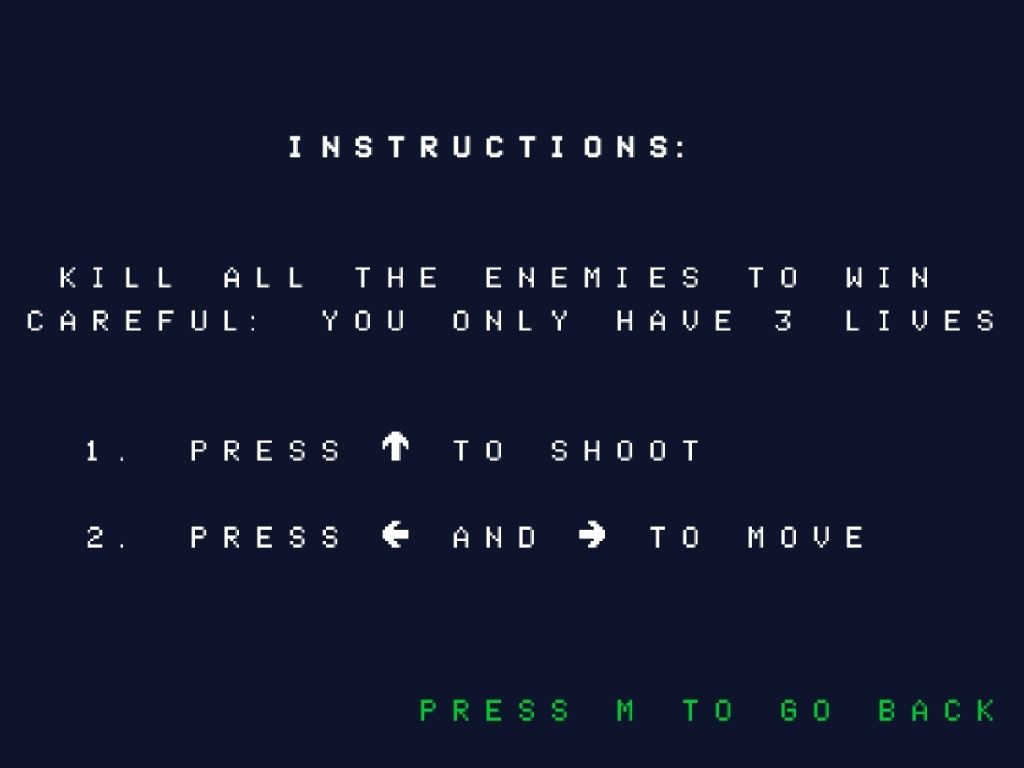 INSTRUCTIONS:
KILL ALL THE ENEMIES TO WIN
CAREFUL: YOU ONLY HAVE 3 LIVES
1. PRESS ↑ TO SHOOT
2. PRESS ← AND → TO MOVE
PRESS M TO GO BACK